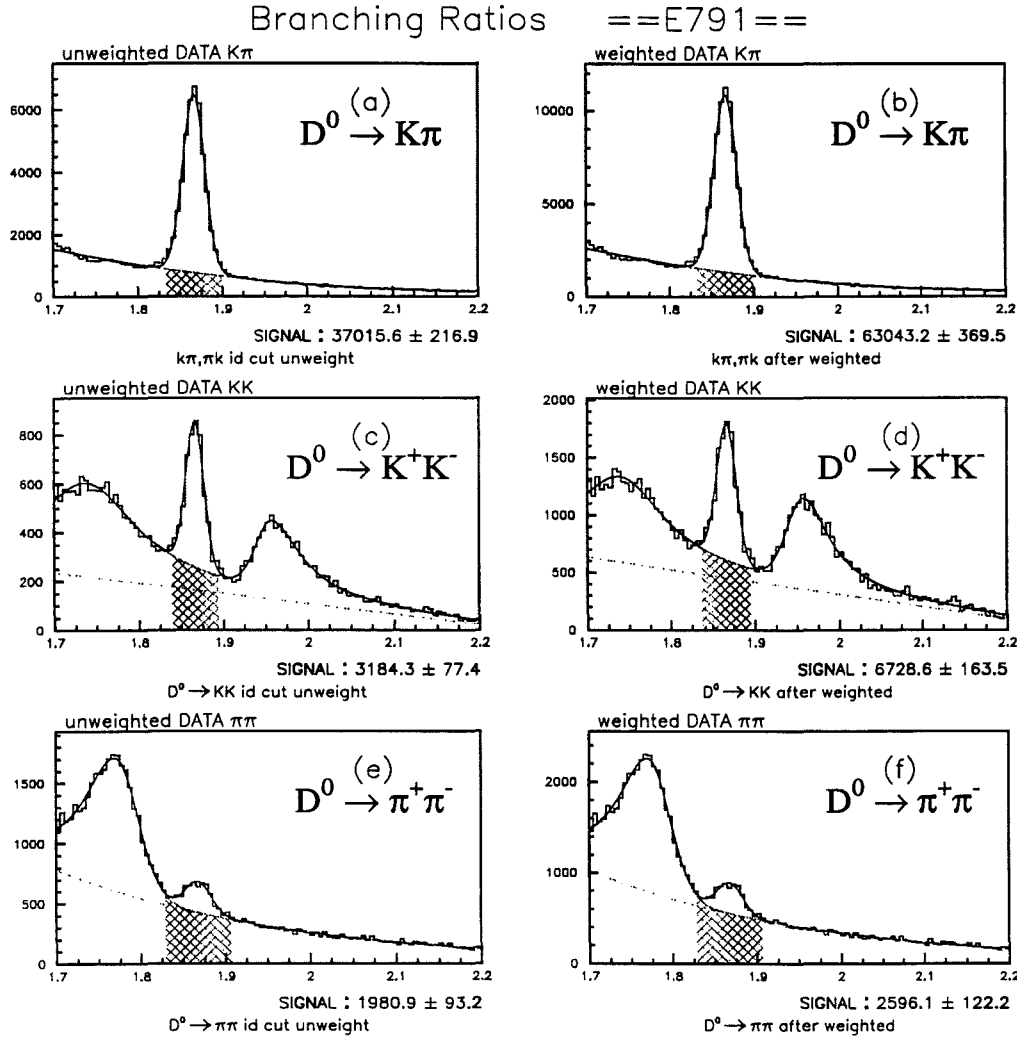 Branching Ratios ==E791==
unweighted DATA Kπ
6000
4000
2000
0
(a)
D⁰ → Kπ
1.7 1.8 1.9 2 2.1 2.2
SIGNAL : 37015.6 ± 216.9
kπ,πk id cut unweight
weighted DATA Kπ
10000
5000
0
(b)
D⁰ → Kπ
1.7 1.8 1.9 2 2.1 2.2
SIGNAL : 63043.2 ± 369.5
kπ,πk after weighted
unweighted DATA KK
800
600
400
200
0
(c)
D⁰ → K⁺K⁻
1.7 1.8 1.9 2 2.1 2.2
SIGNAL : 3184.3 ± 77.4
D⁰ →KK id cut unweight
weighted DATA KK
2000
1500
1000
500
0
(d)
D⁰ → K⁺K⁻
1.7 1.8 1.9 2 2.1 2.2
SIGNAL : 6728.6 ± 163.5
D⁰ →KK after weighted
unweighted DATA ππ
1500
1000
500
0
(e)
D⁰ → π⁺π⁻
1.7 1.8 1.9 2 2.1 2.2
SIGNAL : 1980.9 ± 93.2
D⁰ →ππ id cut unweight
weighted DATA ππ
2000
1000
0
(f)
D⁰ → π⁺π⁻
1.7 1.8 1.9 2 2.1 2.2
SIGNAL : 2596.1 ± 122.2
D⁰ →ππ after weighted